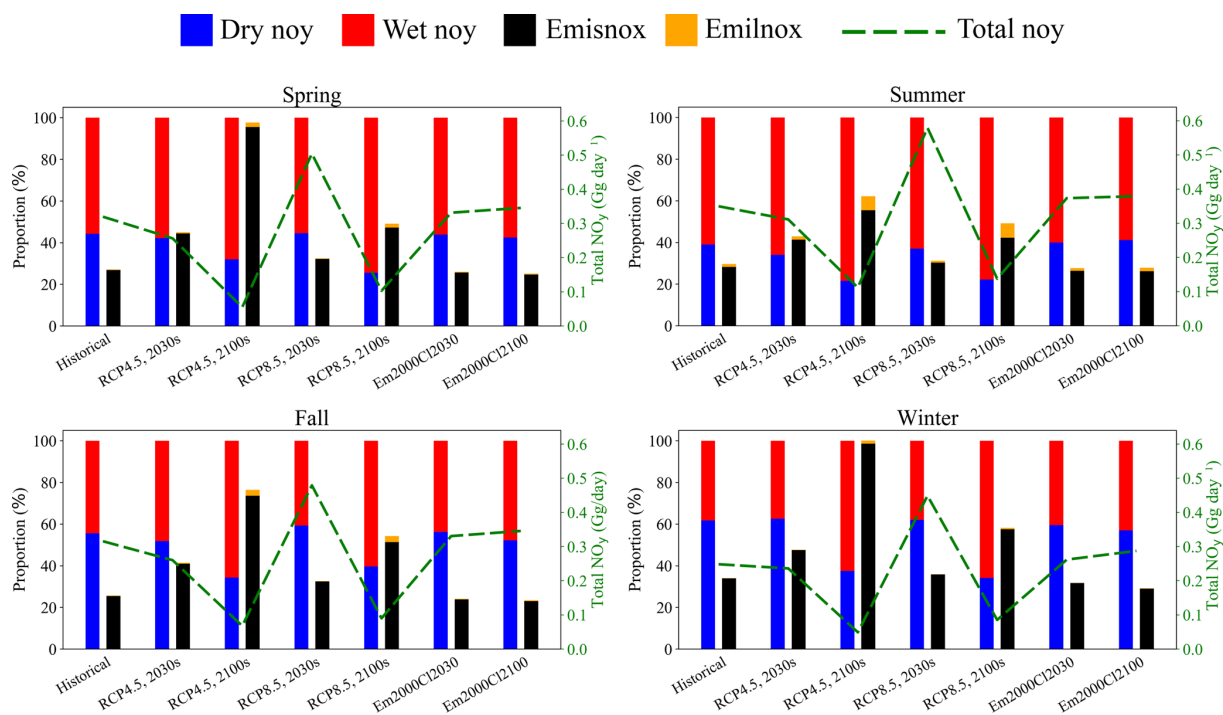 Dry noy Wet noy Emisnox Emilnox Total noy
Spring
Proportion (%)
100
80
60
40
20
0
0.6
0.5
0.4
0.3
0.2
0.1
0.0
Total NOy (Gg day ⁻¹)
Historical
RCP4.5, 2030s
RCP4.5, 2100s
RCP8.5, 2030s
RCP8.5, 2100s
Em2000Cl2030
Em2000Cl2100
Summer
Proportion (%)
100
80
60
40
20
0
0.6
0.5
0.4
0.3
0.2
0.1
0.0
Total NOy (Gg day ⁻¹)
Historical
RCP4.5, 2030s
RCP4.5, 2100s
RCP8.5, 2030s
RCP8.5, 2100s
Em2000Cl2030
Em2000Cl2100
Fall
Proportion (%)
100
80
60
40
20
0
0.6
0.5
0.4
0.3
0.2
0.1
0.0
Total NOy (Gg/day)
Historical
RCP4.5, 2030s
RCP4.5, 2100s
RCP8.5, 2030s
RCP8.5, 2100s
Em2000Cl2030
Em2000Cl2100
Winter
Proportion (%)
100
80
60
40
20
0
0.6
0.5
0.4
0.3
0.2
0.1
0.0
Total NOy (Gg day ⁻¹)
Historical
RCP4.5, 2030s
RCP4.5, 2100s
RCP8.5, 2030s
RCP8.5, 2100s
Em2000Cl2030
Em2000Cl2100